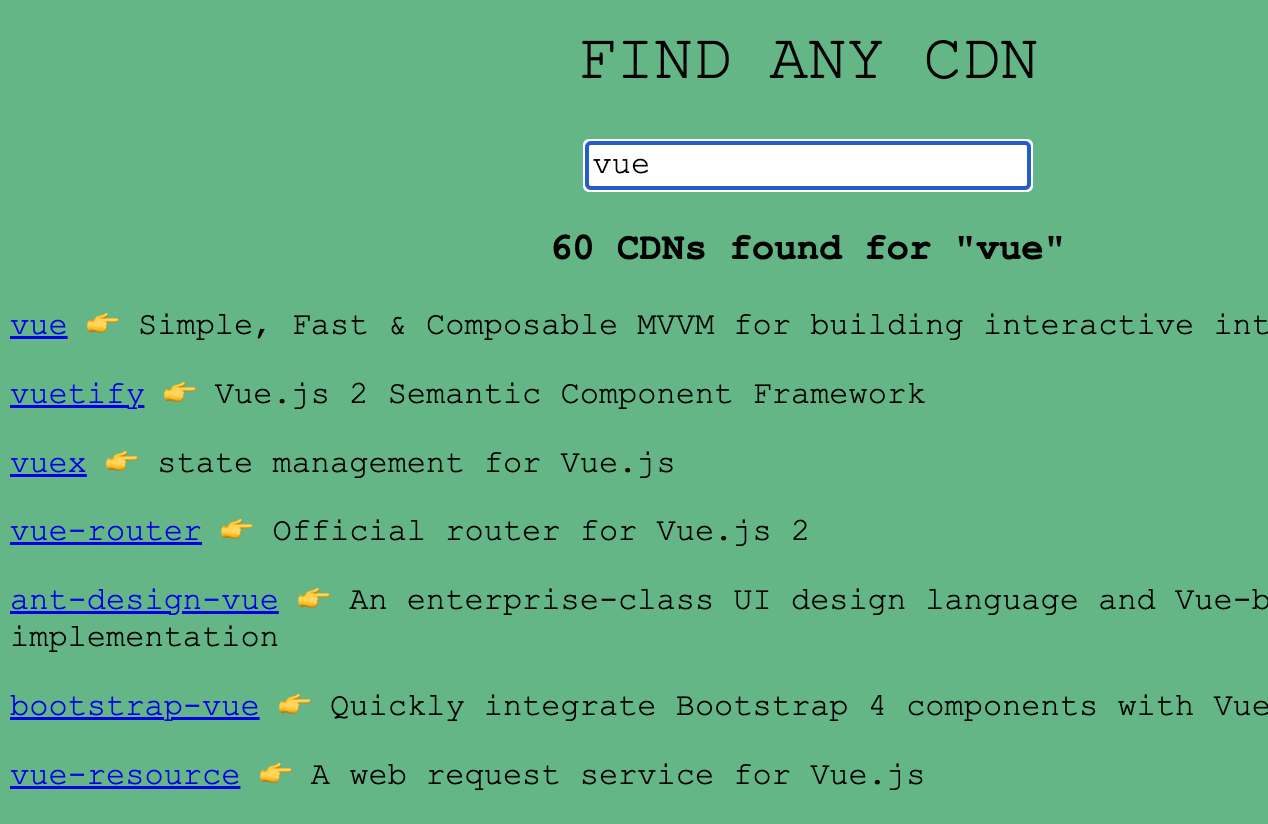 FIND ANY CDN
vue
60 CDNs found for "vue"
vue 👉 Simple, Fast & Composable MVVM for building interactive int
vuetify 👉 Vue.js 2 Semantic Component Framework
vuex 👉 state management for Vue.js
vue-router 👉 Official router for Vue.js 2
ant-design-vue 👉 An enterprise-class UI design language and Vue-b
implementation
bootstrap-vue 👉 Quickly integrate Bootstrap 4 components with Vue
vue-resource 👉 A web request service for Vue.js